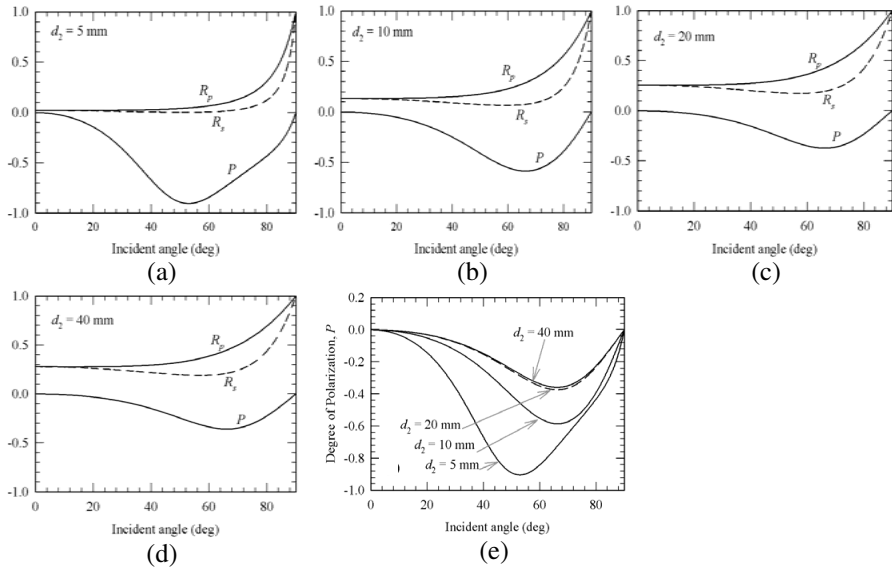 1.0
0.5
0.0
-0.5
-1.0
d2 = 5 mm
Rp
Rs
P
0 20 40 60 80
Incident angle (deg)
(a)
1.0
0.5
0.0
-0.5
-1.0
d2 = 10 mm
Rp
Rs
P
0 20 40 60 80
Incident angle (deg)
(b)
1.0
0.5
0.0
-0.5
-1.0
d2 = 20 mm
Rp
Rs
P
0 20 40 60 80
Incident angle (deg)
(c)
1.0
0.5
0.0
-0.5
-1.0
d2 = 40 mm
Rp
Rs
P
0 20 40 60 80
Incident angle (deg)
(d)
Degree of Polarization, P
0.2
0.0
-0.2
-0.4
-0.6
-0.8
-1.0
d2 = 40 mm
d2 = 20 mm
d2 = 10 mm
d2 = 5 mm
0 20 40 60 80
Incident angle (deg)
(e)